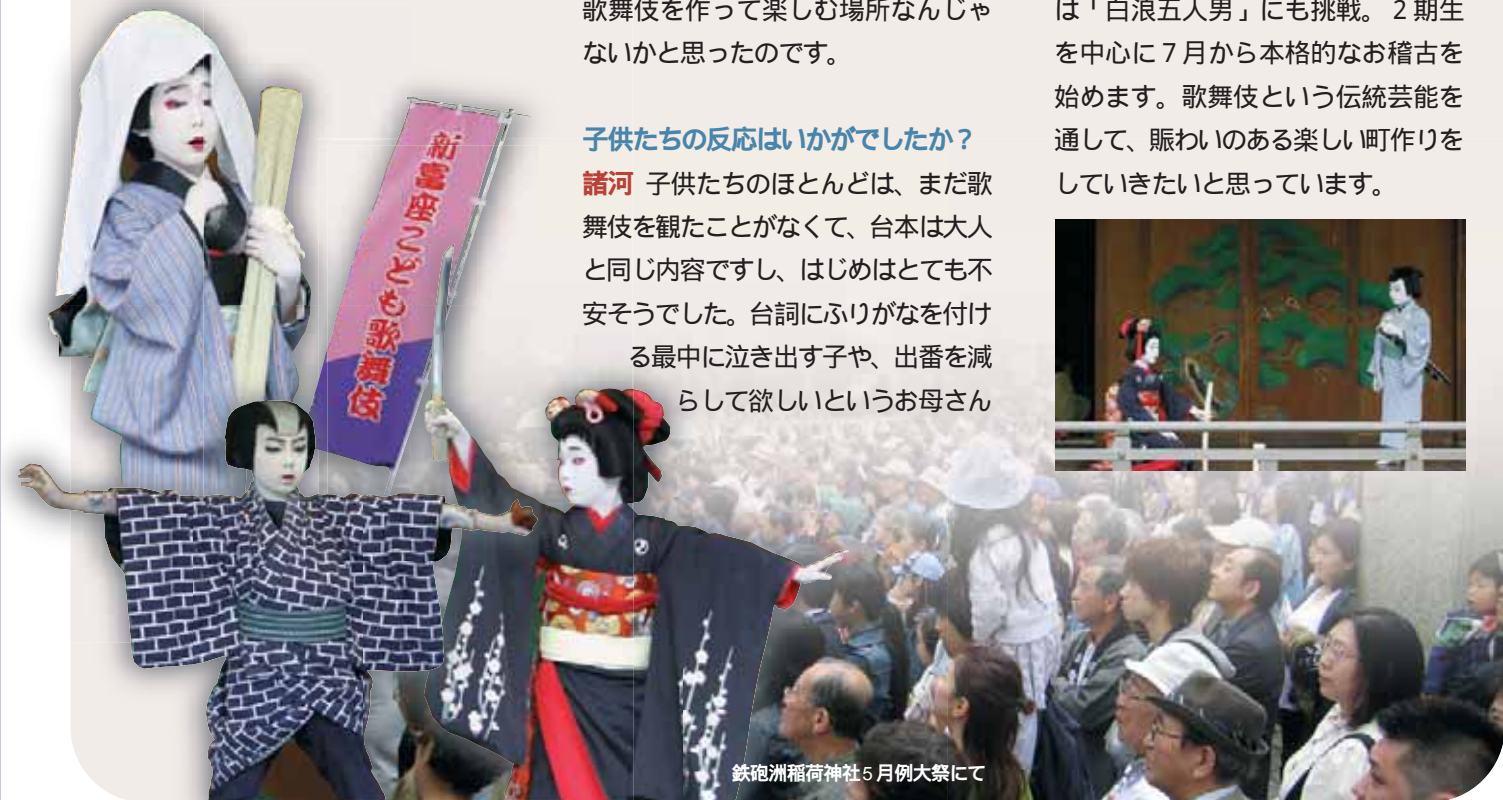 歌舞伎を作って楽しむ場所なんじゃ
ないかと思ったのです。
子供たちの反応はいかがでしたか？
諸河 子供たちのほとんどは、まだ歌
舞伎を観たことがなくて、台本は大人
と同じ内容ですし、はじめはとても不
安そうでした。台詞にふりがなを付け
る最中に泣き出す子や、出番を減
らして欲しいというお母さん
は「白浪五人男」にも挑戦。２期生
を中心に７月から本格的なお稽古を
始めます。歌舞伎という伝統芸能を
通して、賑わいのある楽しい町作りを
していきたいと思っています。
新富座こども歌舞伎
鉄砲洲稲荷神社５月例大祭にて